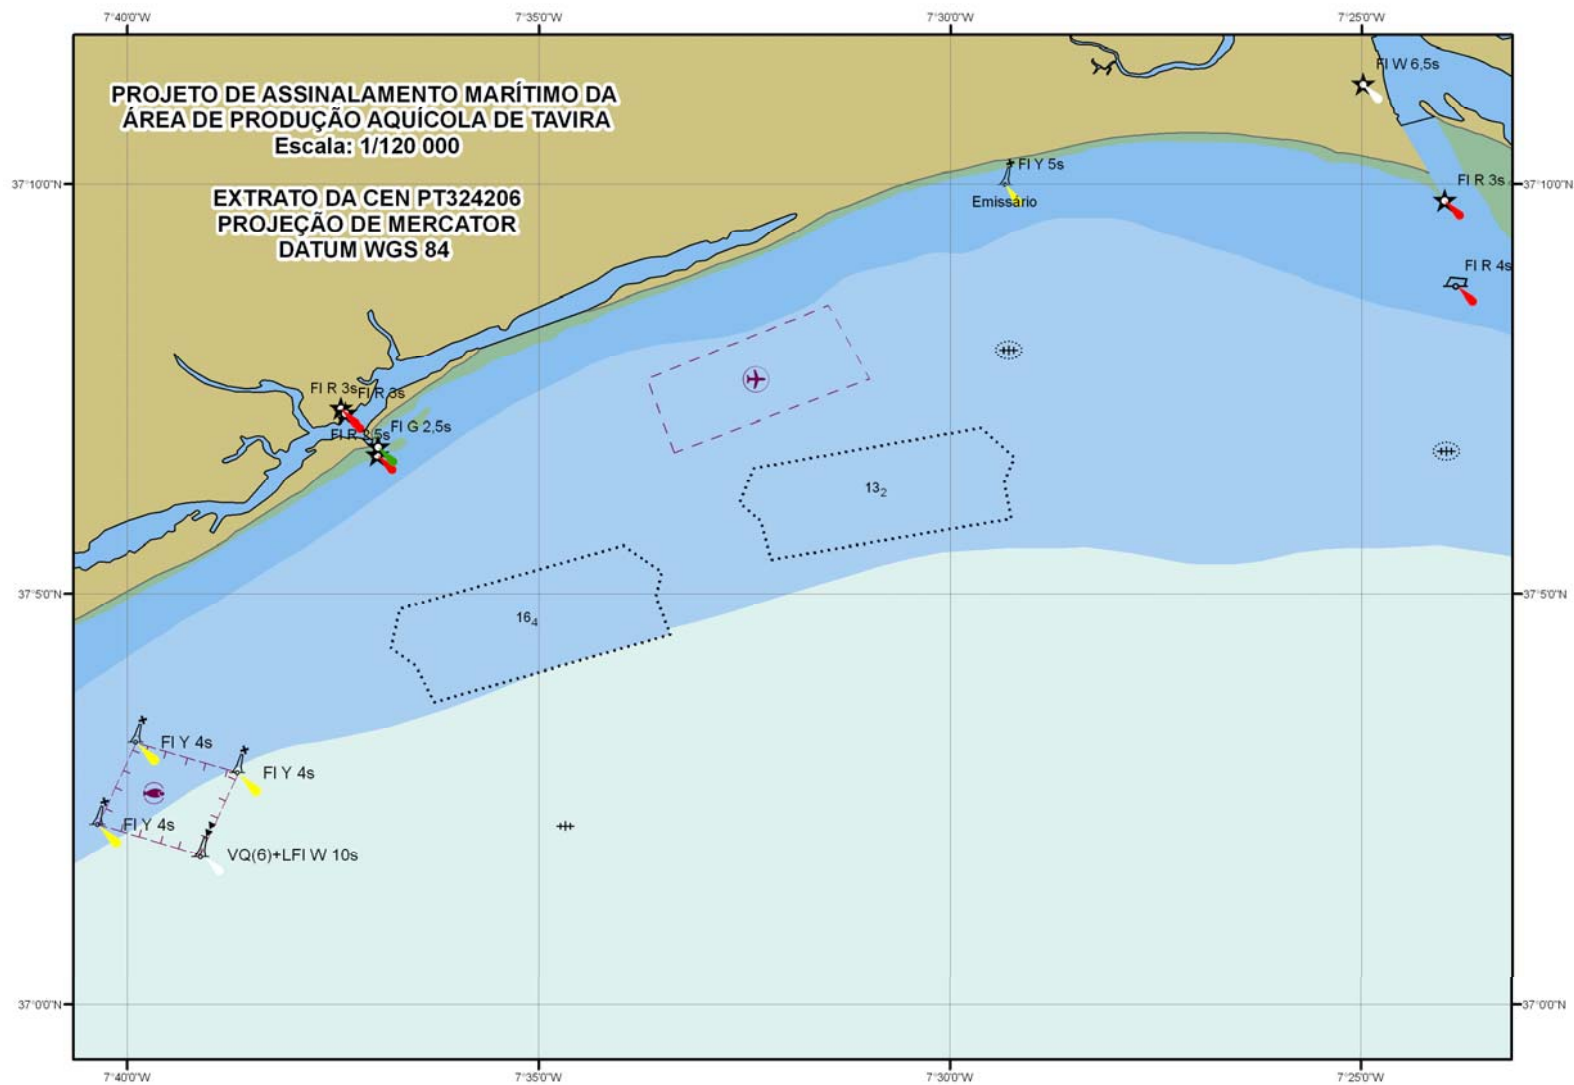 7°40'0"W
7°35'0"W
7°30'0"W
7°25'0"W
PROJETO DE ASSINALAMENTO MARÍTIMO DA
ÁREA DE PRODUÇÃO AQUÍCOLA DE TAVIRA
Escala: 1/120 000
EXTRATO DA CEN PT324206
PROJEÇÃO DE MERCATOR
DATUM WGS 84
Fl W 6,5s
Fl Y 5s
Emissário
37°10'0"N
37°10'0"N
Fl R 3s
Fl R 4s
Fl R 3s
Fl R 3s
Fl R 2,5s
Fl G 2,5s
13₂
37°5'0"N
37°5'0"N
16₄
Fl Y 4s
Fl Y 4s
Fl Y 4s
VQ(6)+LFl W 10s
37°0'0"N
37°0'0"N
7°40'0"W
7°35'0"W
7°30'0"W
7°25'0"W